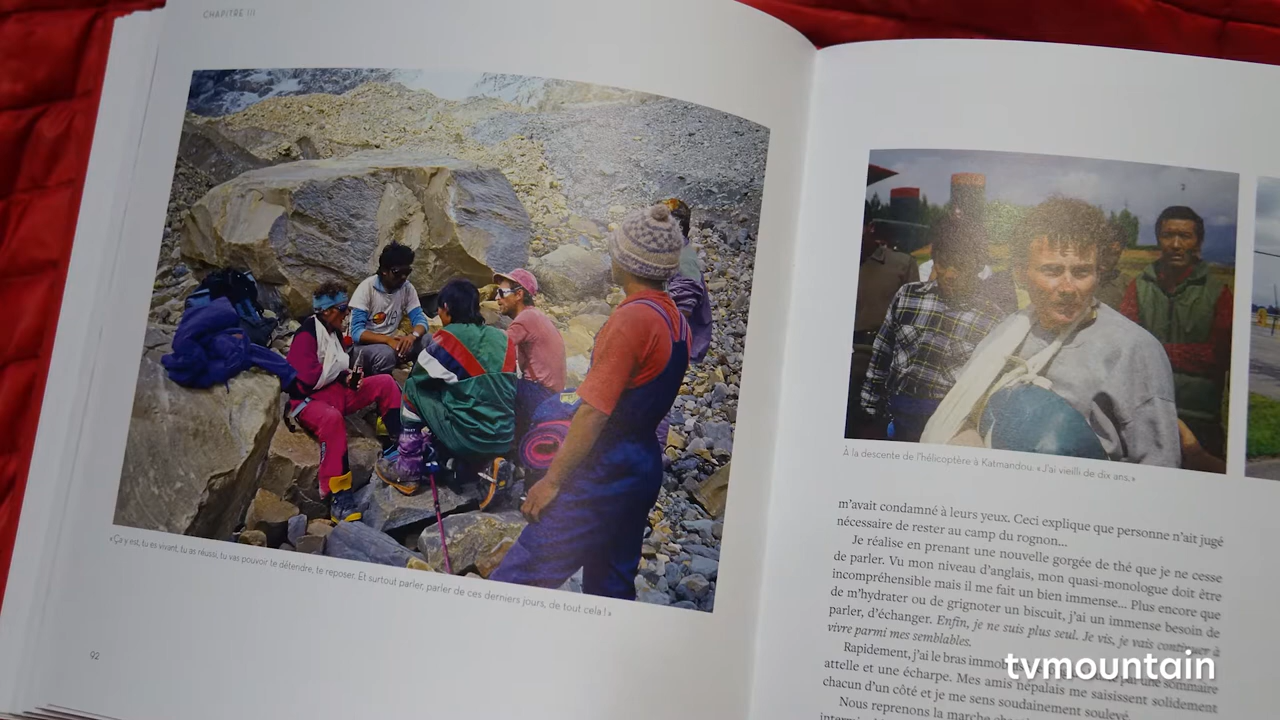 CHAPITRE III
« Ça y est, tu es vivant, tu as réussi, tu vas pouvoir te détendre, te reposer. Et surtout parler, parler de ces derniers jours, de tout cela ! »
92
À la descente de l'hélicoptère à Katmandou. « J'ai vieilli de dix ans. »
m'avait condamné à leurs yeux. Ceci explique que personne n'ait jugé
nécessaire de rester au camp du rognon...
Je réalise en prenant une nouvelle gorgée de thé que je ne cesse
de parler. Vu mon niveau d'anglais, mon quasi-monologue doit être
incompréhensible mais il me fait un bien immense... Plus encore que
de m'hydrater ou de grignoter un biscuit, j'ai un immense besoin de
parler, d'échanger. Enfin, je ne suis plus seul. Je vis, je vais continuer à
vivre parmi mes semblables.
Rapidement, j'ai le bras par une sommaire
attelle et une écharpe. Mes amis népalais me saisissent solidement
chacun d'un côté et je me sens soudainement soulevé.
Nous reprenons la marche
tvmountain